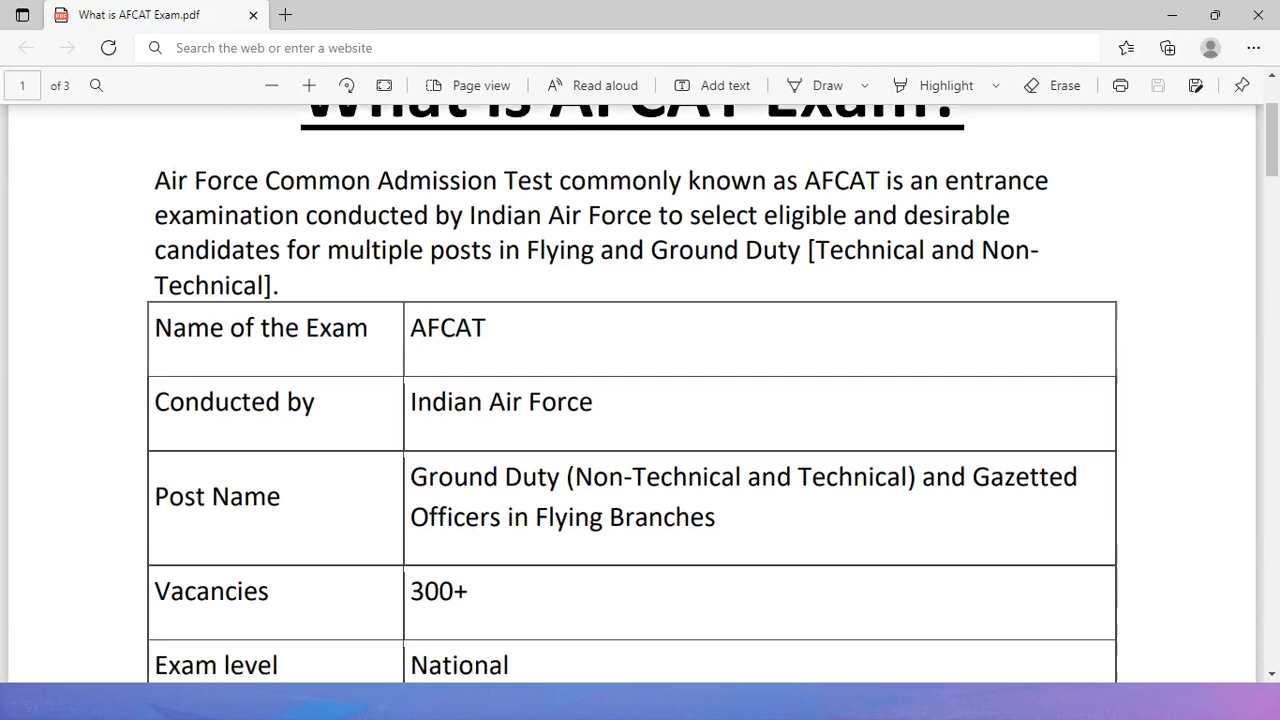 What is AFCAT Exam.pdf
Search the web or enter a website
1 of 3
Page view
Read aloud
Add text
Draw
Highlight
Erase
What is AFCAT Exam?
Air Force Common Admission Test commonly known as AFCAT is an entrance
examination conducted by Indian Air Force to select eligible and desirable
candidates for multiple posts in Flying and Ground Duty [Technical and Non-
Technical].
Name of the Exam AFCAT
Conducted by Indian Air Force
Post Name Ground Duty (Non-Technical and Technical) and Gazetted
Officers in Flying Branches
Vacancies 300+
Exam level National